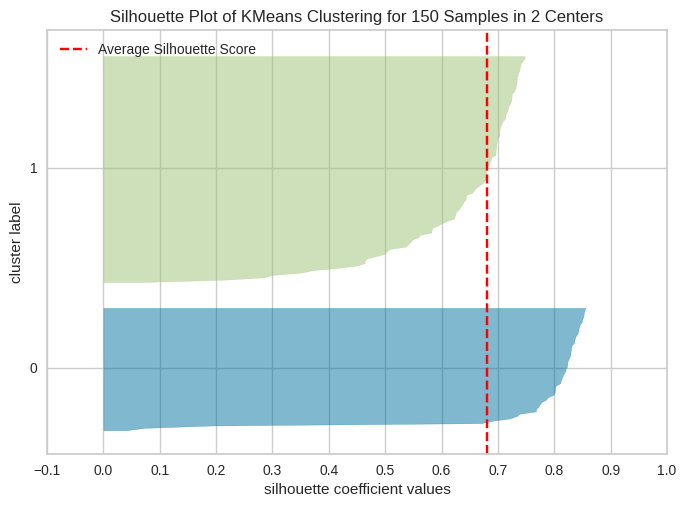 Silhouette Plot of KMeans Clustering for 150 Samples in 2 Centers
Average Silhouette Score
1
cluster label
0
−0.1 0.0 0.1 0.2 0.3 0.4 0.5 0.6 0.7 0.8 0.9 1.0
silhouette coefficient values